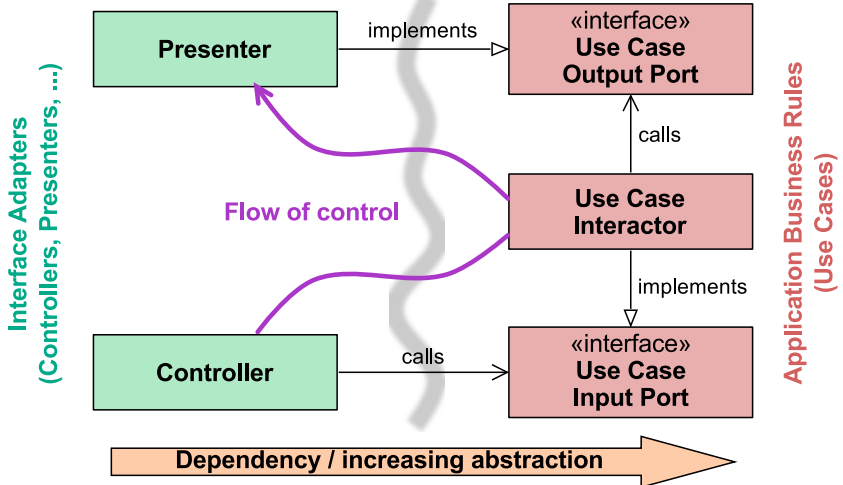 Presenter
implements
«interface»
Use Case
Output Port
calls
Interface Adapters
(Controllers, Presenters, ...)
Flow of control
Use Case
Interactor
Application Business Rules
(Use Cases)
implements
Controller
calls
«interface»
Use Case
Input Port
Dependency / increasing abstraction